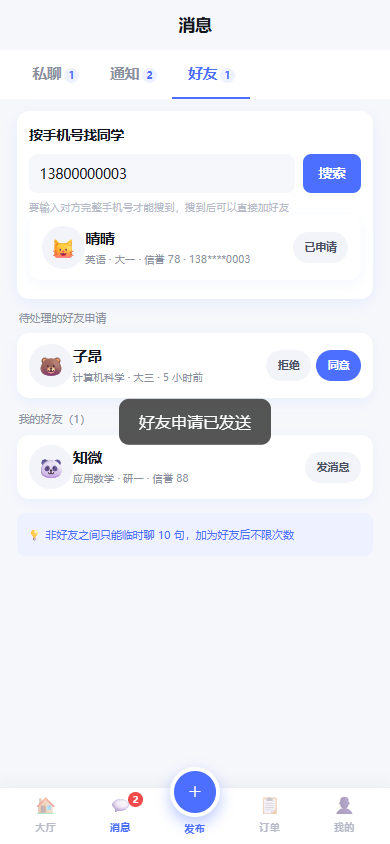 消息
私聊 1 通知 2 好友 1
按手机号找同学
13800000003 搜索
要输入对方完整手机号才能搜到，搜到后可以直接加好友
晴晴
英语 · 大一 · 信誉 78 · 138****0003
已申请
待处理的好友申请
子昂
计算机科学 · 大三 · 5 小时前
拒绝 同意
好友申请已发送
我的好友（1）
知微
应用数学 · 研一 · 信誉 88
发消息
非好友之间只能临时聊 10 句，加为好友后不限次数
2
+
大厅 消息 发布 订单 我的